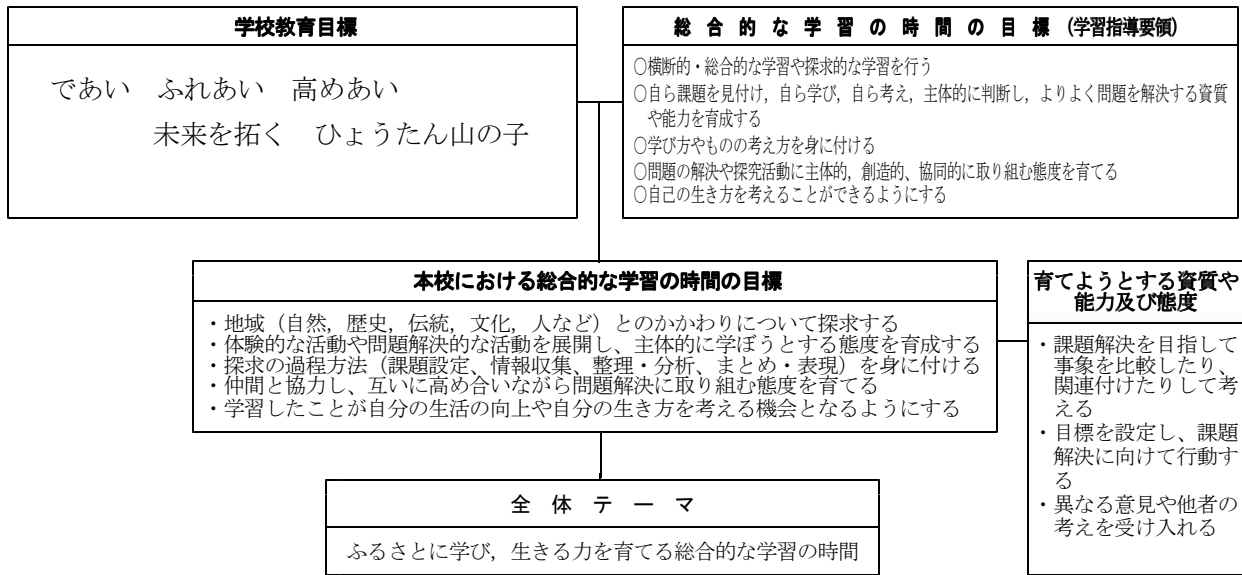 学校教育目標
であい　ふれあい　高めあい
未来を拓く　ひょうたん山の子
総合的な学習の時間の目標（学習指導要領）
○横断的・総合的な学習や探求的な学習を行う
○自ら課題を見付け，自ら学び，自ら考え，主体的に判断し，よりよく問題を解決する資質
や能力を育成する
○学び方やものの考え方を身に付ける
○問題の解決や探究活動に主体的，創造的、協同的に取り組む態度を育てる
○自己の生き方を考えることができるようにする
本校における総合的な学習の時間の目標
・地域（自然，歴史，伝統，文化，人など）とのかかわりについて探求する
・体験的な活動や問題解決的な活動を展開し、主体的に学ぼうとする態度を育成する
・探求の過程方法（課題設定、情報収集、整理・分析、まとめ・表現）を身に付ける
・仲間と協力し、互いに高め合いながら問題解決に取り組む態度を育てる
・学習したことが自分の生活の向上や自分の生き方を考える機会となるようにする
育てようとする資質や
能力及び態度
・課題解決を目指して
事象を比較したり、
関連付けたりして考
える
・目標を設定し、課題
解決に向けて行動す
る
・異なる意見や他者の
考えを受け入れる
全体テーマ
ふるさとに学び，生きる力を育てる総合的な学習の時間